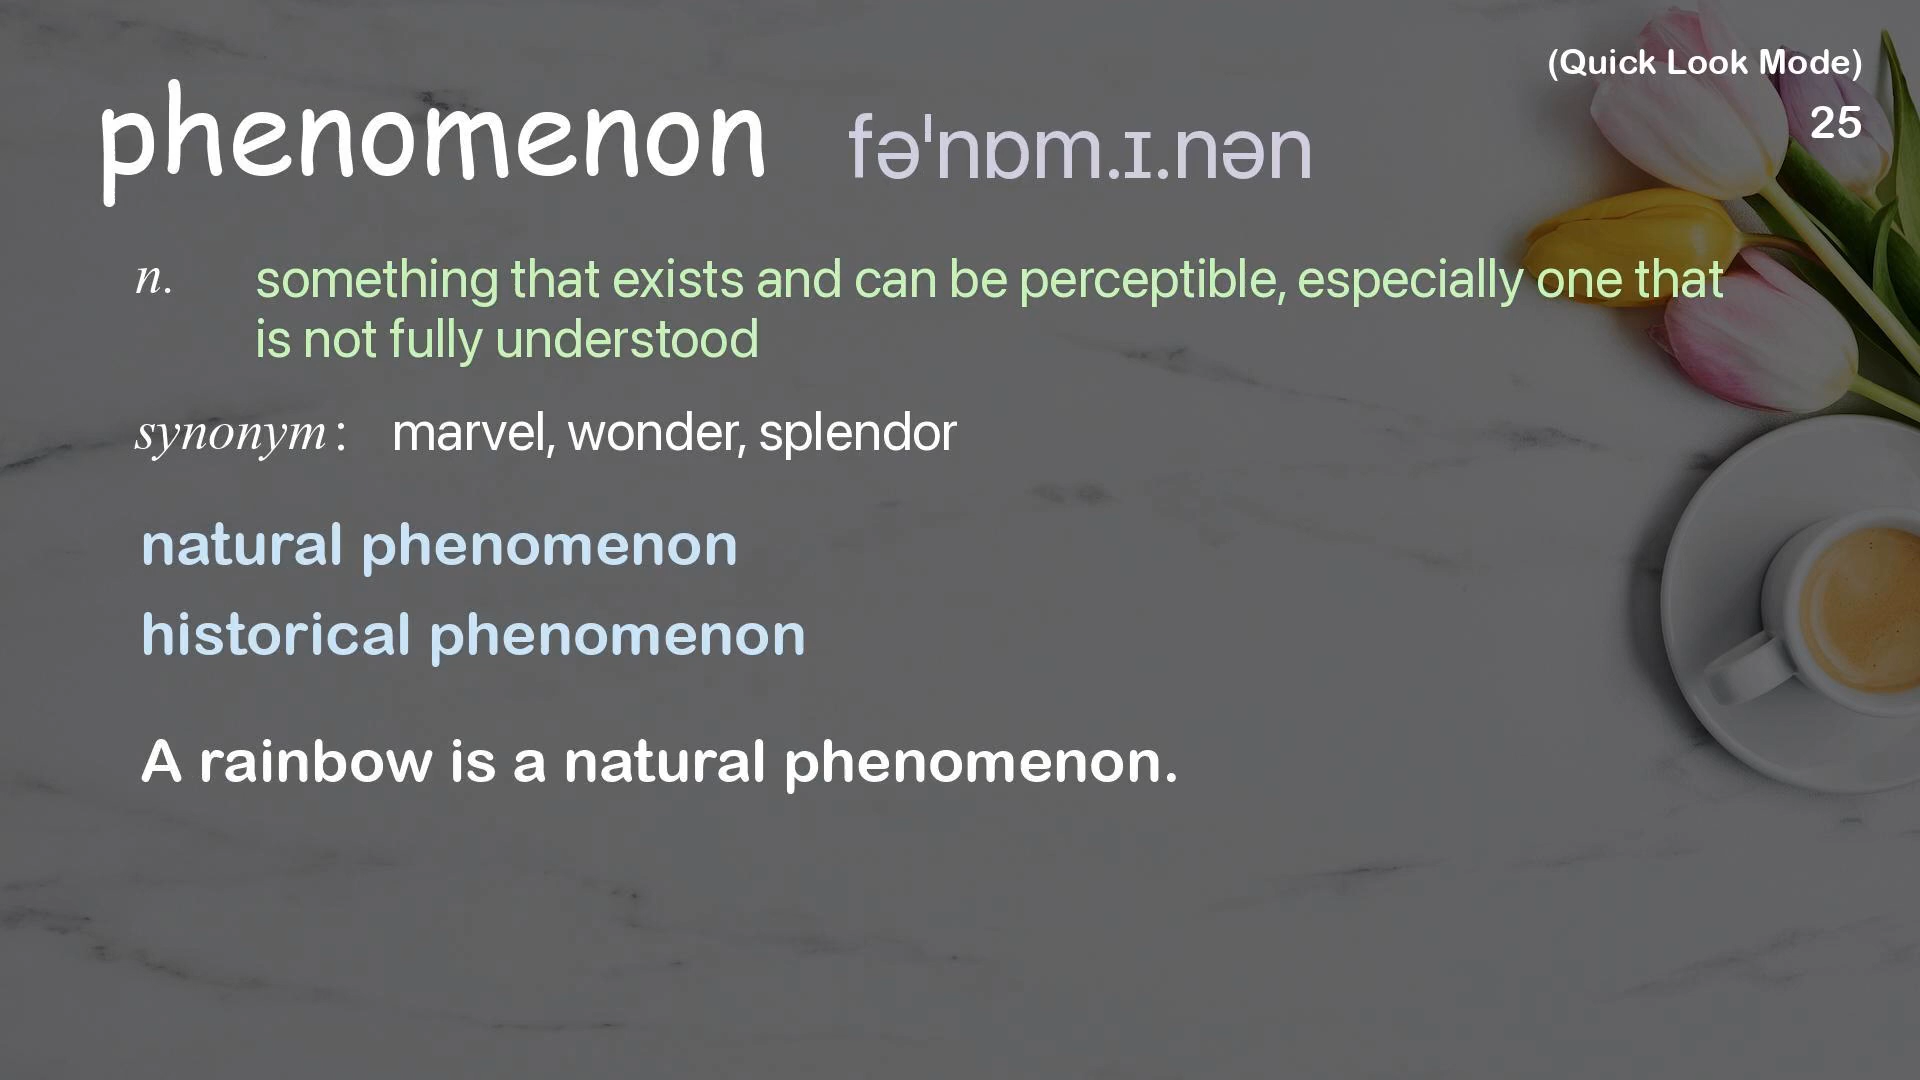 (Quick Look Mode)
25
phenomenon fəˈnɒm.ɪ.nən
n. something that exists and can be perceptible, especially one that
is not fully understood
synonym: marvel, wonder, splendor
natural phenomenon
historical phenomenon
A rainbow is a natural phenomenon.